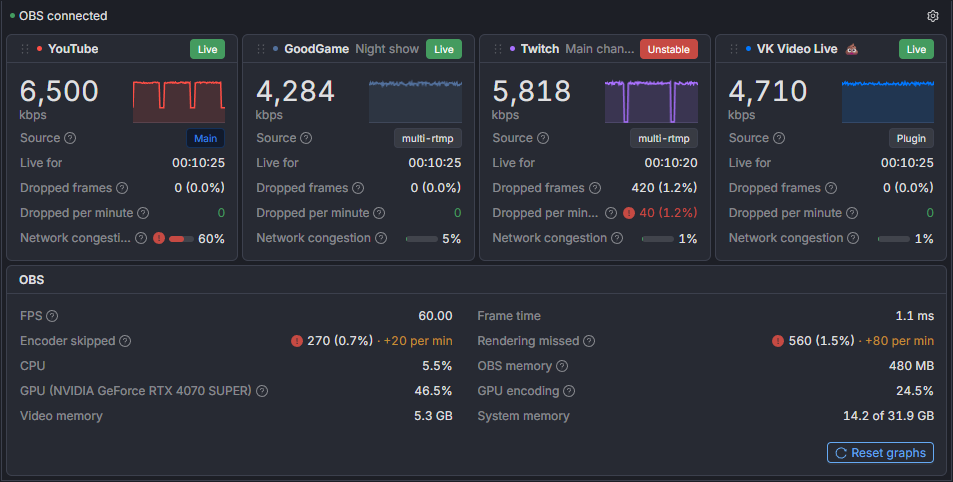 OBS connected
YouTube Live
6,500
kbps
Source Main
Live for 00:10:25
Dropped frames 0 (0.0%)
Dropped per minute 0
Network congesti... 60%
GoodGame Night show Live
4,284
kbps
Source multi-rtmp
Live for 00:10:25
Dropped frames 0 (0.0%)
Dropped per minute 0
Network congestion 5%
Twitch Main chan... Unstable
5,818
kbps
Source multi-rtmp
Live for 00:10:20
Dropped frames 420 (1.2%)
Dropped per min... 40 (1.2%)
Network congestion 1%
VK Video Live 💩 Live
4,710
kbps
Source Plugin
Live for 00:10:25
Dropped frames 0 (0.0%)
Dropped per minute 0
Network congestion 1%
OBS
FPS 60.00
Frame time 1.1 ms
Encoder skipped 270 (0.7%) · +20 per min
Rendering missed 560 (1.5%) · +80 per min
CPU 5.5%
OBS memory 480 MB
GPU (NVIDIA GeForce RTX 4070 SUPER) 46.5%
GPU encoding 24.5%
Video memory 5.3 GB
System memory 14.2 of 31.9 GB
Reset graphs